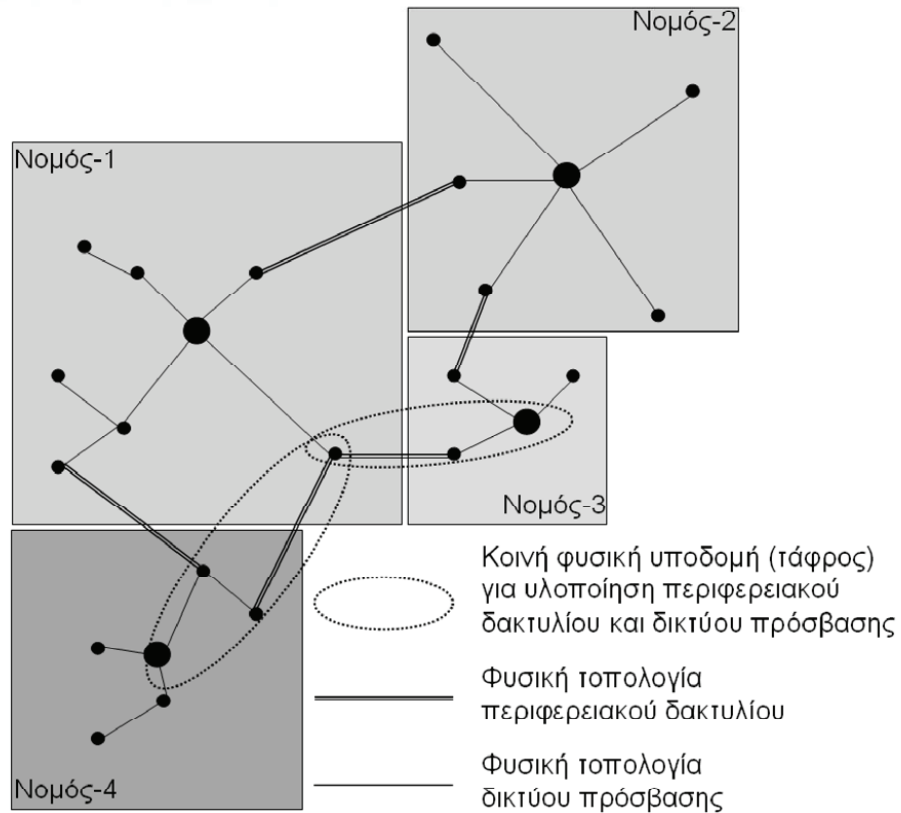 Νομός-2
Νομός-1
Νομός-3
Κοινή φυσική υποδομή (τάφρος)
για υλοποίηση περιφερειακού
δακτυλίου και δικτύου πρόσβασης
Φυσική τοπολογία
περιφερειακού δακτυλίου
Φυσική τοπολογία
δικτύου πρόσβασης
Νομός-4